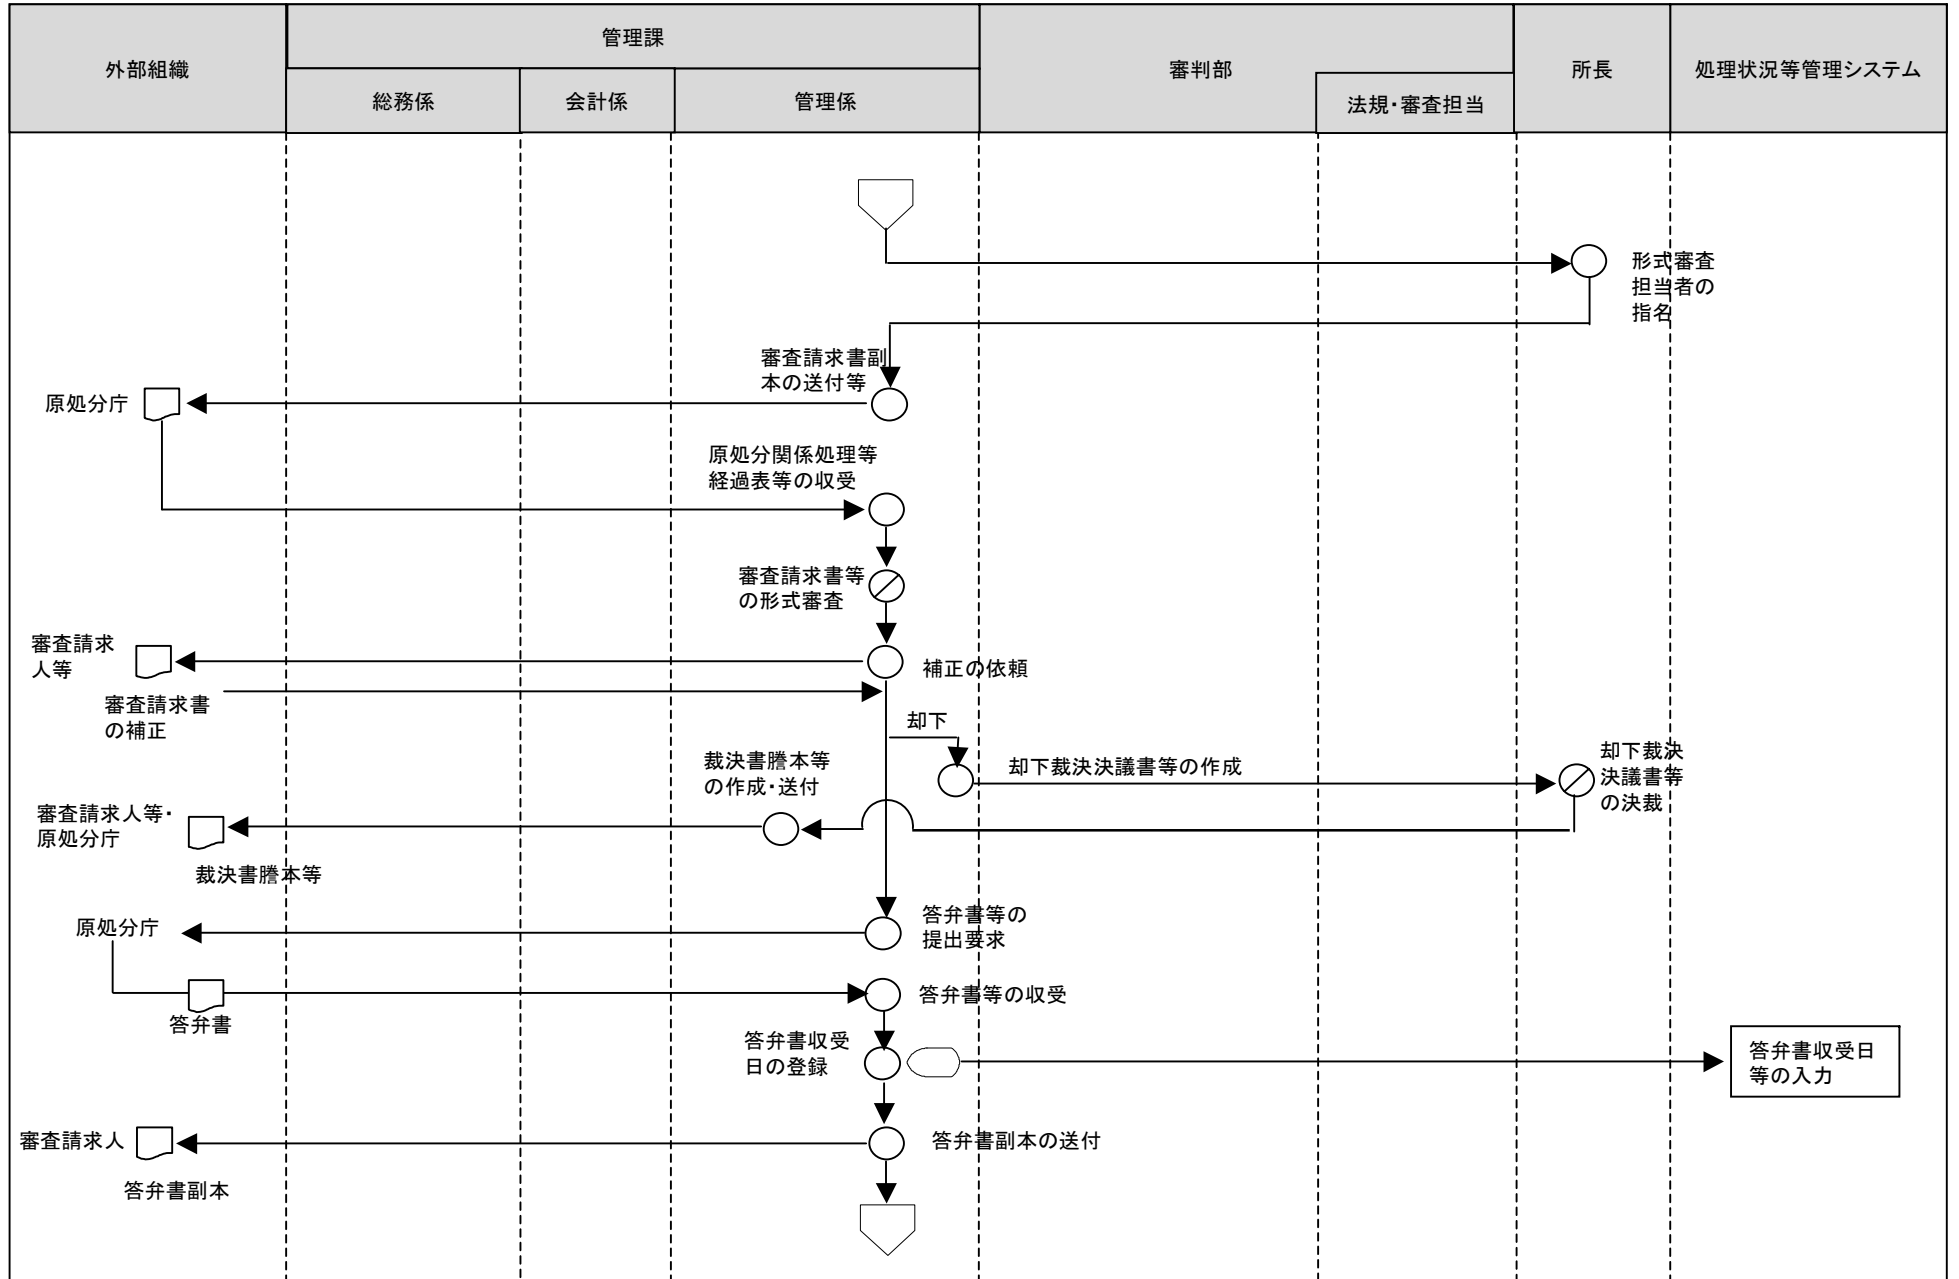 外部組織
管理課
総務係
会計係
管理係
審判部
法規・審査担当
所長
処理状況等管理システム
形式審査
担当者の
指名
審査請求書副
本の送付等
原処分庁
原処分関係処理等
経過表等の収受
審査請求書等
の形式審査
審査請求
人等
補正の依頼
審査請求書
の補正
却下
裁決書謄本等
の作成・送付
却下裁決決議書等の作成
却下裁決
決議書等
の決裁
審査請求人等・
原処分庁
裁決書謄本等
原処分庁
答弁書等の
提出要求
答弁書等の収受
答弁書
答弁書収受
日の登録
答弁書収受日
等の入力
審査請求人
答弁書副本の送付
答弁書副本